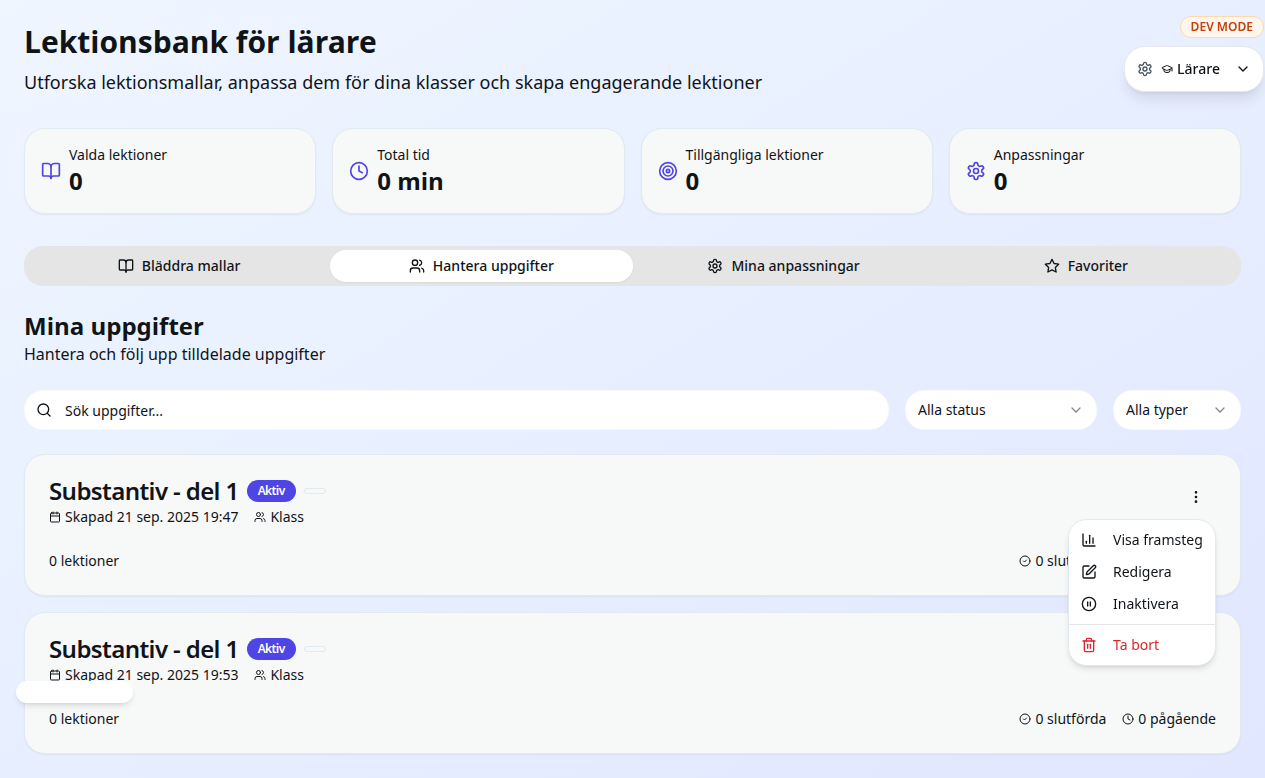 Lektionsbank för lärare
DEV MODE
Utforska lektionsmallar, anpassa dem för dina klasser och skapa engagerande lektioner
Lärare
Valda lektioner
0
Total tid
0 min
Tillgängliga lektioner
0
Anpassningar
0
Bläddra mallar
Hantera uppgifter
Mina anpassningar
Favoriter
Mina uppgifter
Hantera och följ upp tilldelade uppgifter
Sök uppgifter...
Alla status
Alla typer
Substantiv - del 1 Aktiv
Skapad 21 sep. 2025 19:47 Klass
0 lektioner
0 slut
Visa framsteg
Redigera
Inaktivera
Ta bort
Substantiv - del 1 Aktiv
Skapad 21 sep. 2025 19:53 Klass
0 lektioner
0 slutförda 0 pågående